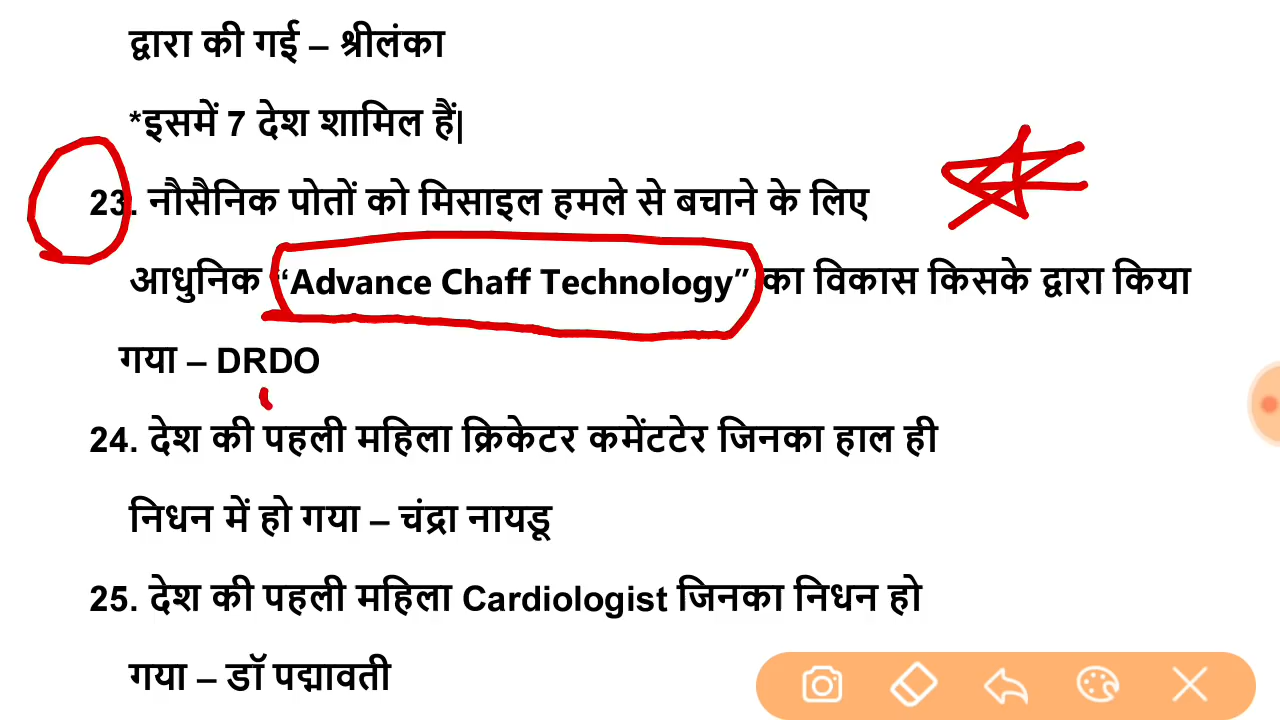 द्वारा की गई – श्रीलंका
*इसमें 7 देश शामिल हैं|
23. नौसैनिक पोतों को मिसाइल हमले से बचाने के लिए
आधुनिक “Advance Chaff Technology” का विकास किसके द्वारा किया
गया – DRDO
24. देश की पहली महिला क्रिकेटर कमेंटटेर जिनका हाल ही
निधन में हो गया – चंद्रा नायडू
25. देश की पहली महिला Cardiologist जिनका निधन हो
गया – डॉ पद्मावती